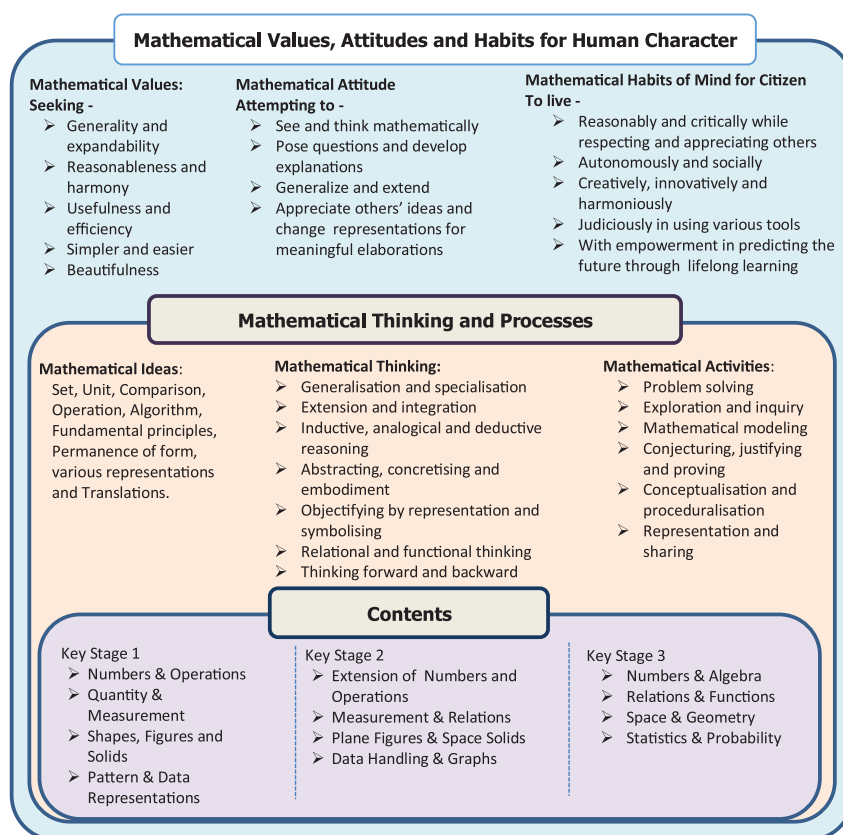 Mathematical Values, Attitudes and Habits for Human Character
Mathematical Values:
Seeking -
➢ Generality and
expandability
➢ Reasonableness and
harmony
➢ Usefulness and
efficiency
➢ Simpler and easier
➢ Beautifulness
Mathematical Attitude
Attempting to -
➢ See and think mathematically
➢ Pose questions and develop
explanations
➢ Generalize and extend
➢ Appreciate others’ ideas and
change representations for
meaningful elaborations
Mathematical Habits of Mind for Citizen
To live -
➢ Reasonably and critically while
respecting and appreciating others
➢ Autonomously and socially
➢ Creatively, innovatively and
harmoniously
➢ Judiciously in using various tools
➢ With empowerment in predicting the
future through lifelong learning
Mathematical Thinking and Processes
Mathematical Ideas:
Set, Unit, Comparison,
Operation, Algorithm,
Fundamental principles,
Permanence of form,
various representations
and Translations.
Mathematical Thinking:
➢ Generalisation and specialisation
➢ Extension and integration
➢ Inductive, analogical and deductive
reasoning
➢ Abstracting, concretising and
embodiment
➢ Objectifying by representation and
symbolising
➢ Relational and functional thinking
➢ Thinking forward and backward
Mathematical Activities:
➢ Problem solving
➢ Exploration and inquiry
➢ Mathematical modeling
➢ Conjecturing, justifying
and proving
➢ Conceptualisation and
proceduralisation
➢ Representation and
sharing
Contents
Key Stage 1
➢ Numbers & Operations
➢ Quantity &
Measurement
➢ Shapes, Figures and
Solids
➢ Pattern & Data
Representations
Key Stage 2
➢ Extension of Numbers and
Operations
➢ Measurement & Relations
➢ Plane Figures & Space Solids
➢ Data Handling & Graphs
Key Stage 3
➢ Numbers & Algebra
➢ Relations & Functions
➢ Space & Geometry
➢ Statistics & Probability